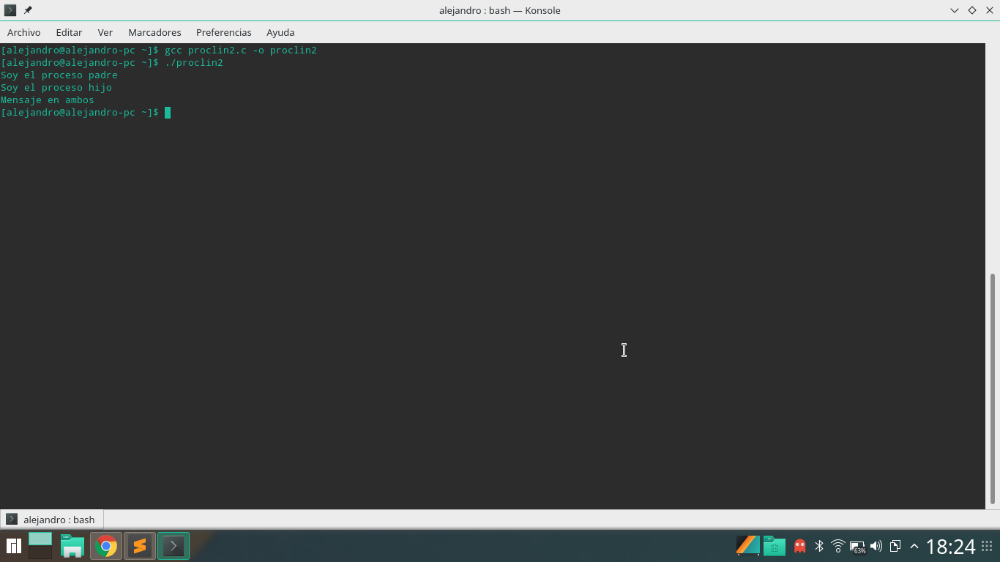 alejandro : bash — Konsole
Archivo Editar Ver Marcadores Preferencias Ayuda
[alejandro@alejandro-pc ~]$ gcc proclin2.c -o proclin2
[alejandro@alejandro-pc ~]$ ./proclin2
Soy el proceso padre
Soy el proceso hijo
Mensaje en ambos
[alejandro@alejandro-pc ~]$
alejandro : bash
63%
18:24